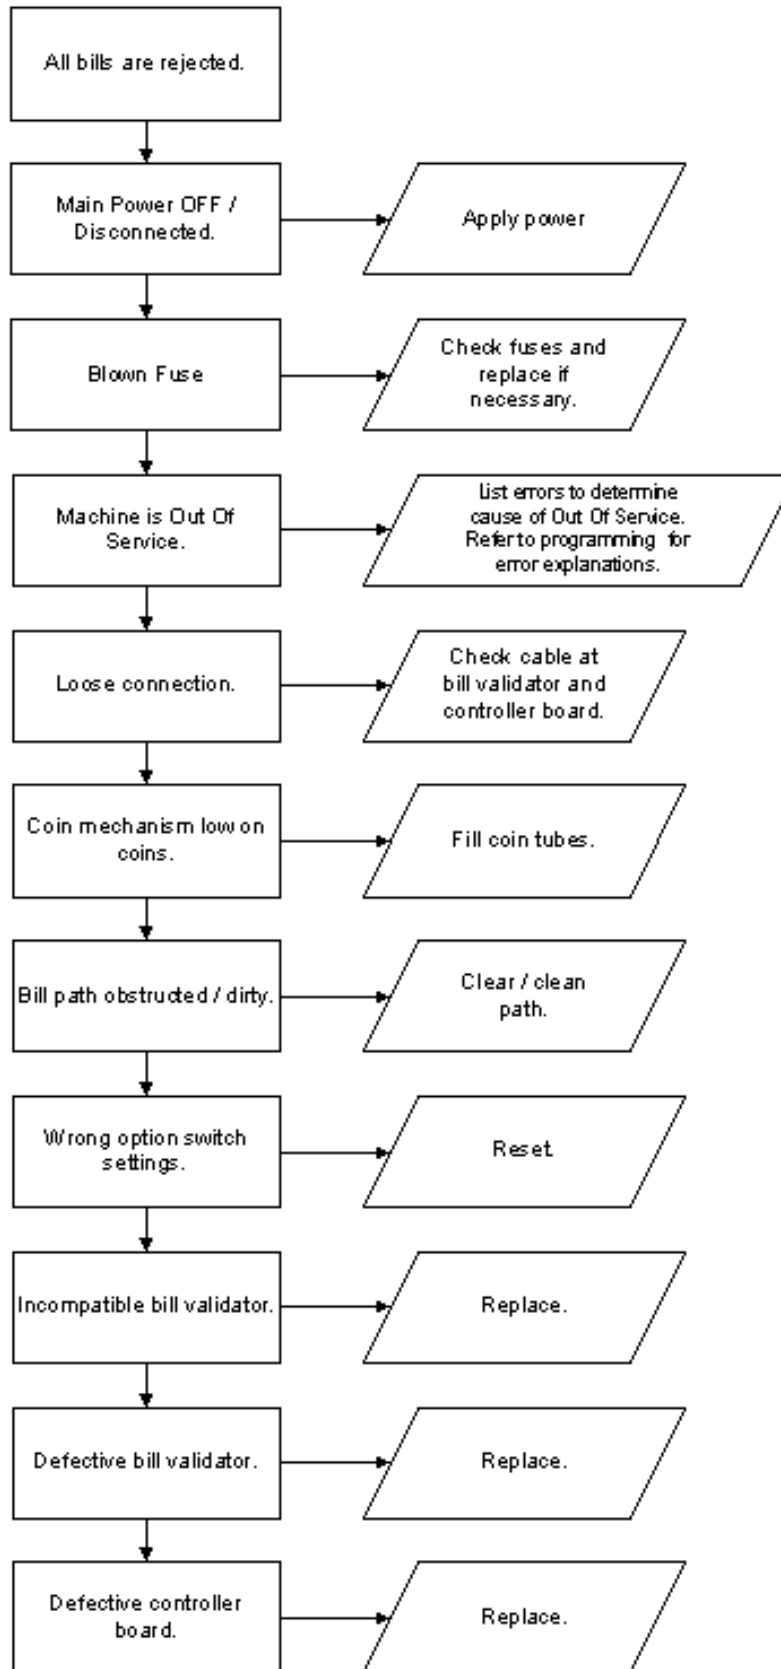 All bills are rejected.
Main Power OFF /
Disconnected.
Apply power
Blown Fuse
Check fuses and
replace if
necessary.
Machine is Out Of
Service.
List errors to determine
cause of Out Of Service.
Refer to programming for
error explanations.
Loose connection.
Check cable at
bill validator and
controller board.
Coin mechanism low on
coins.
Fill coin tubes.
Bill path obstructed / dirty.
Clear / clean
path.
Wrong option switch
settings.
Reset.
Incompatible bill validator.
Replace.
Defective bill validator.
Replace.
Defective controller
board.
Replace.